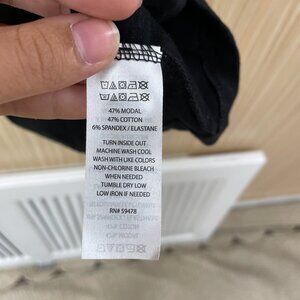 47% MODAL
47% COTTON
6% SPANDEX / ELASTANE
TURN INSIDE OUT
MACHINE WASH COOL
WASH WITH LIKE COLORS
NON-CHLORINE BLEACH
WHEN NEEDED
TUMBLE DRY LOW
LOW IRON IF NEEDED
RN# 59478